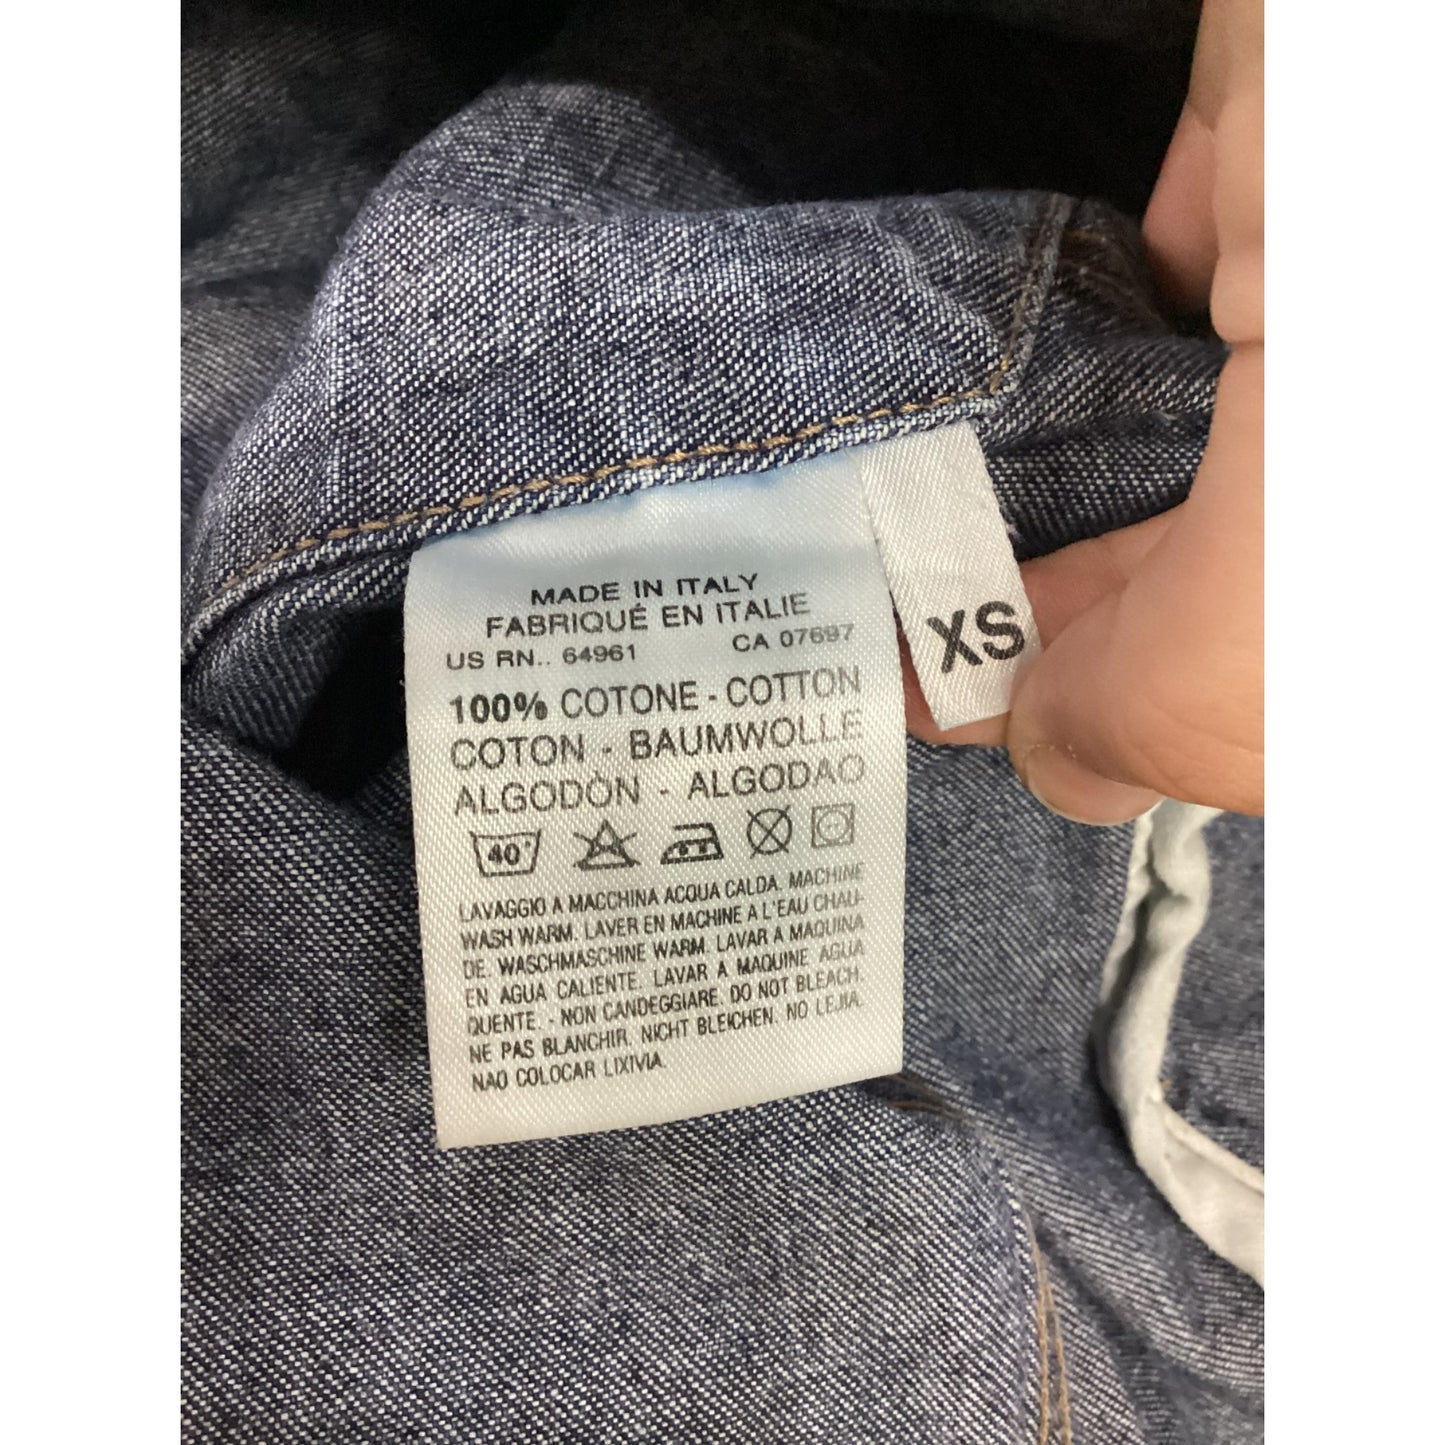 MADE IN ITALY
FABRIQUÉ EN ITALIE
US RN.. 64961 CA 07697
100% COTONE - COTTON
COTON - BAUMWOLLE
ALGODÒN - ALGODAO
40°
LAVAGGIO A MACCHINA ACQUA CALDA. MACHINE
WASH WARM. LAVER EN MACHINE A L'EAU CHAU-
DE. WASCHMASCHINE WARM. LAVAR A MAQUINA
EN AGUA CALIENTE. LAVAR A MAQUINE AGUA
QUENTE. - NON CANDEGGIARE. DO NOT BLEACH.
NE PAS BLANCHIR. NICHT BLEICHEN. NO LEJIA.
NAO COLOCAR LIXIVIA.
XS